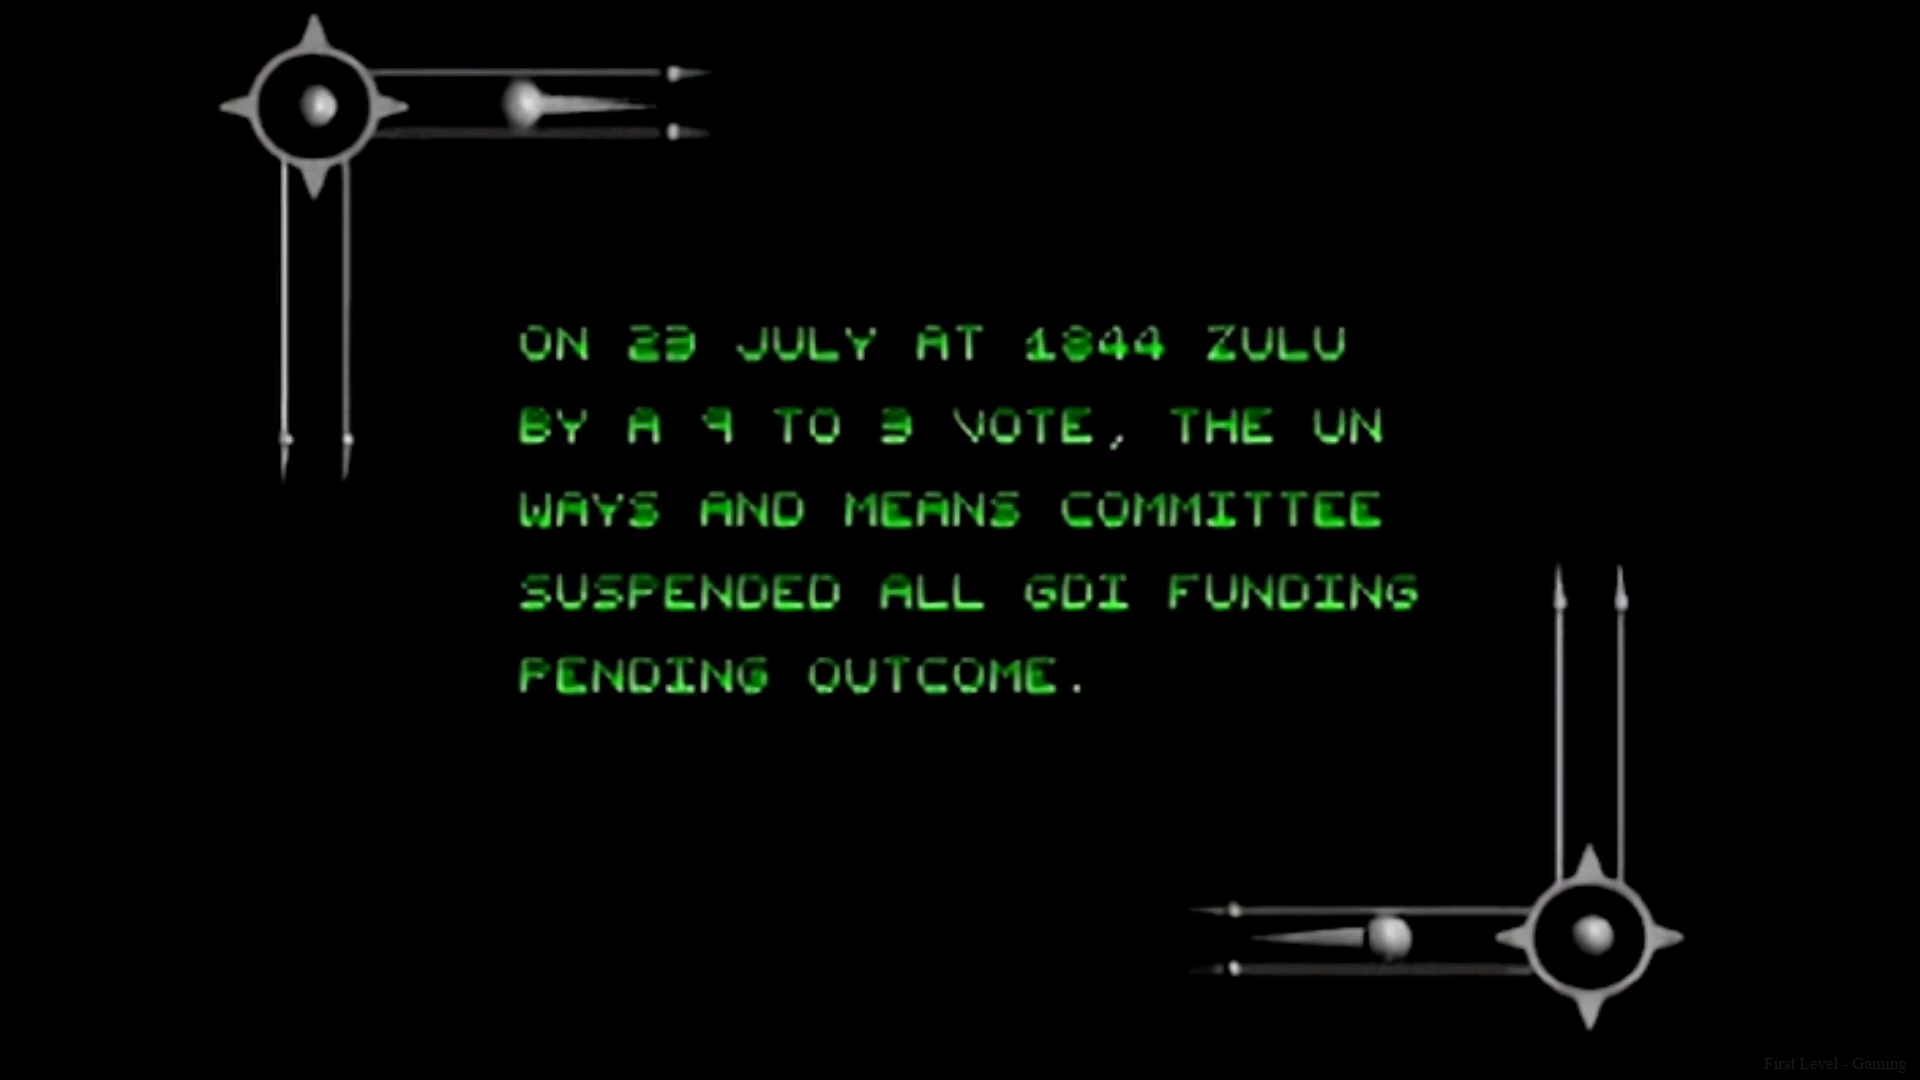 ON 23 JULY AT 1844 ZULU
BY A 9 TO 3 VOTE, THE UN
WAYS AND MEANS COMMITTEE
SUSPENDED ALL GDI FUNDING
PENDING OUTCOME.
First Level - Gaming